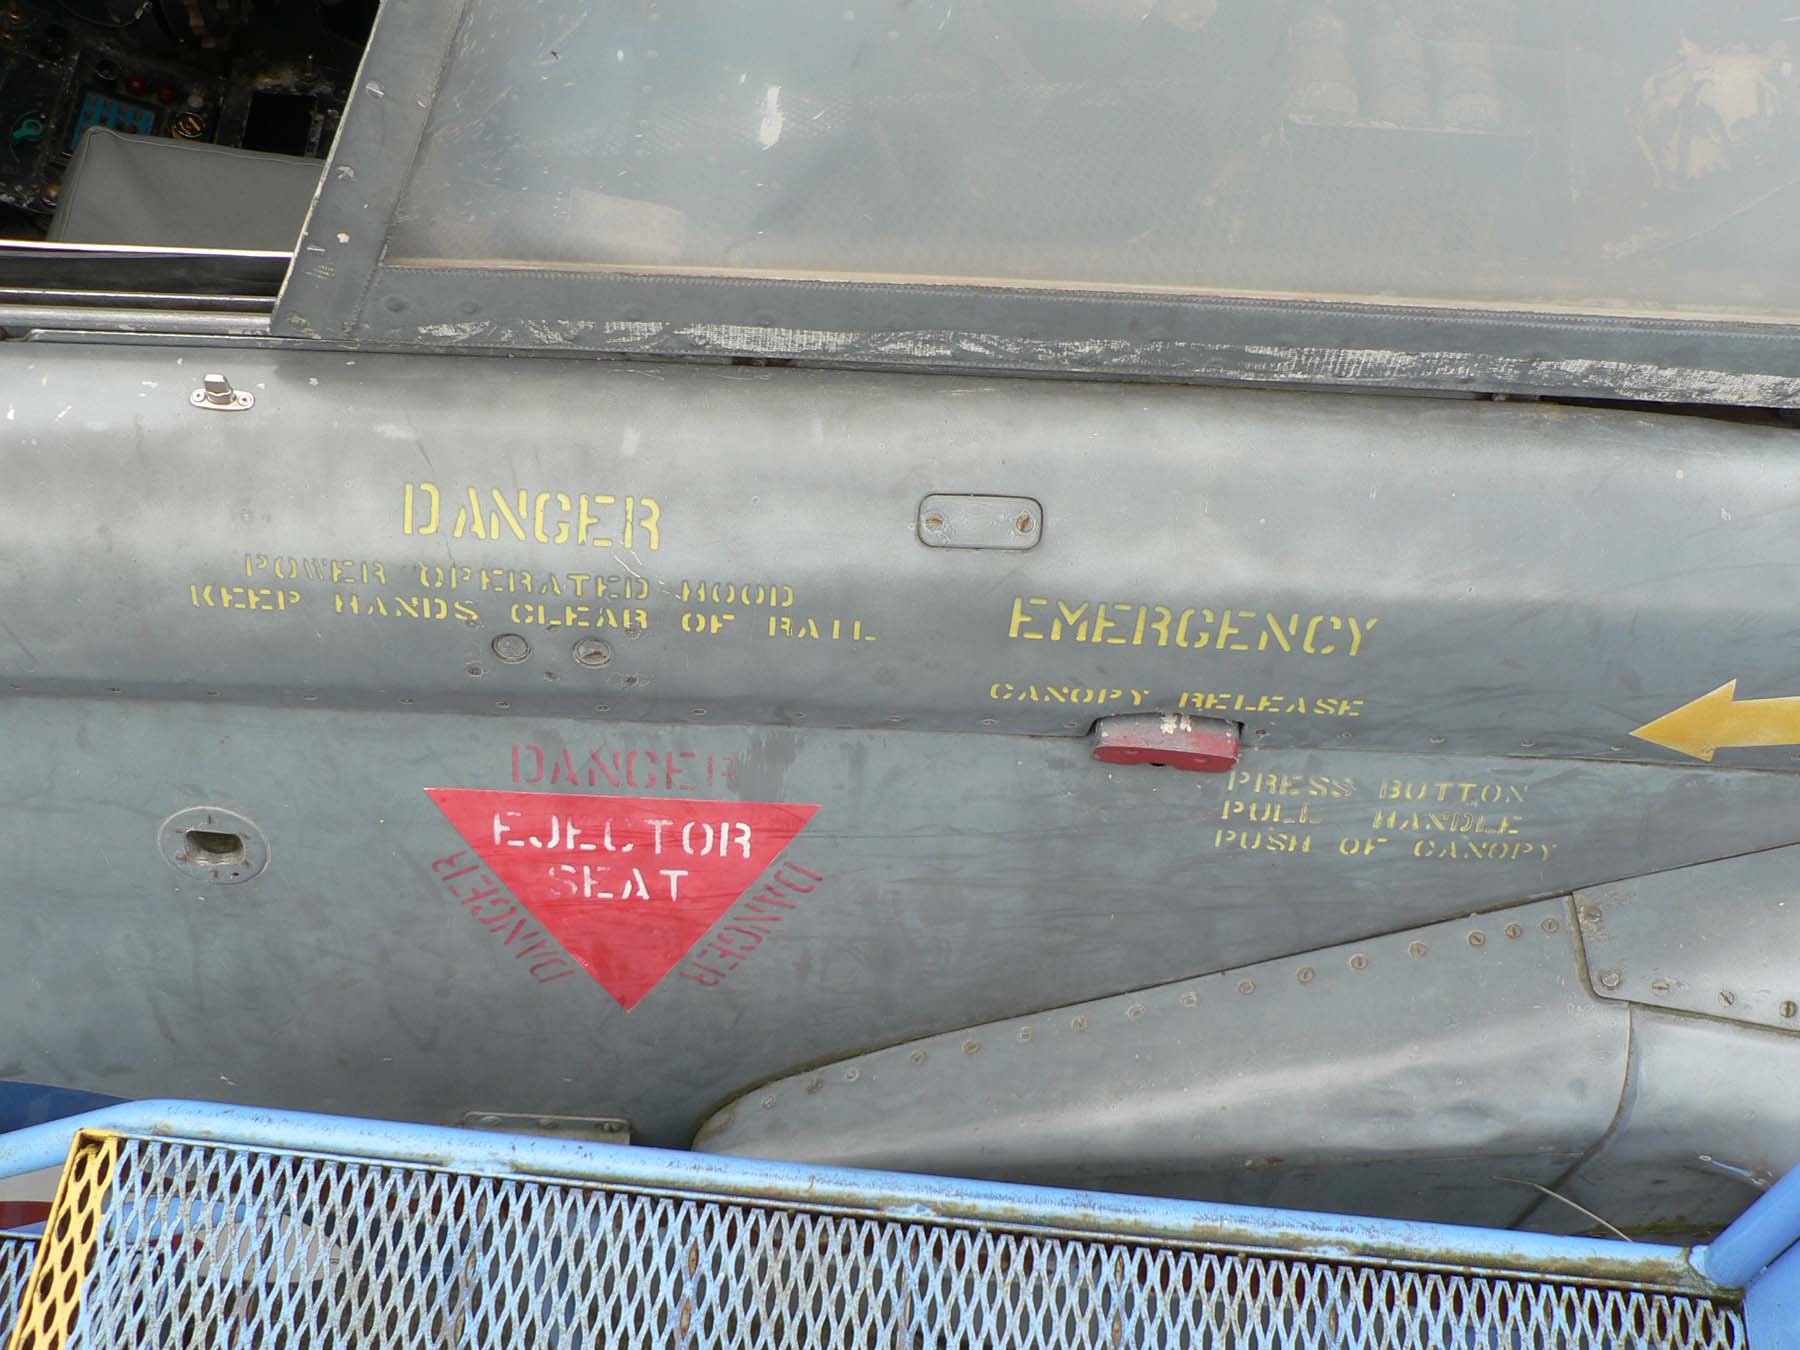 DANGER
POWER OPERATED HOOD
KEEP HANDS CLEAR OF RAIL
EMERGENCY
CANOPY RELEASE
PRESS BUTTON
PULL HANDLE
PUSH OF CANOPY
DANGER
EJECTOR
SEAT
DANGER
DANGER